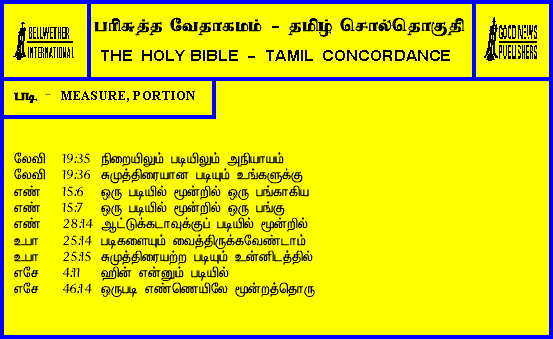 BELLWETHER
INTERNATIONAL
பரிசுத்த வேதாகமம் - தமிழ் சொல்தொகுதி
THE HOLY BIBLE - TAMIL CONCORDANCE
GOOD NEWS
PUBLISHERS
படி - MEASURE, PORTION
லேவி 19:35 நிறையிலும் படியிலும் அநியாயம்
லேவி 19:36 சுமுத்திரையான படியும் உங்களுக்கு
எண் 15:6 ஒரு படியில் மூன்றில் ஒரு பங்காகிய
எண் 15:7 ஒரு படியில் மூன்றில் ஒரு பங்கு
எண் 28:14 ஆட்டுக்கடாவுக்குப் படியில் மூன்றில்
உபா 25:14 படிகளையும் வைத்திருக்கவேண்டாம்
உபா 25:15 சுமுத்திரையற்ற படியும் உன்னிடத்தில்
எசே 4:11 ஹின் என்னும் படியில்
எசே 46:14 ஒருபடி எண்ணெயிலே மூன்றத்தொரு